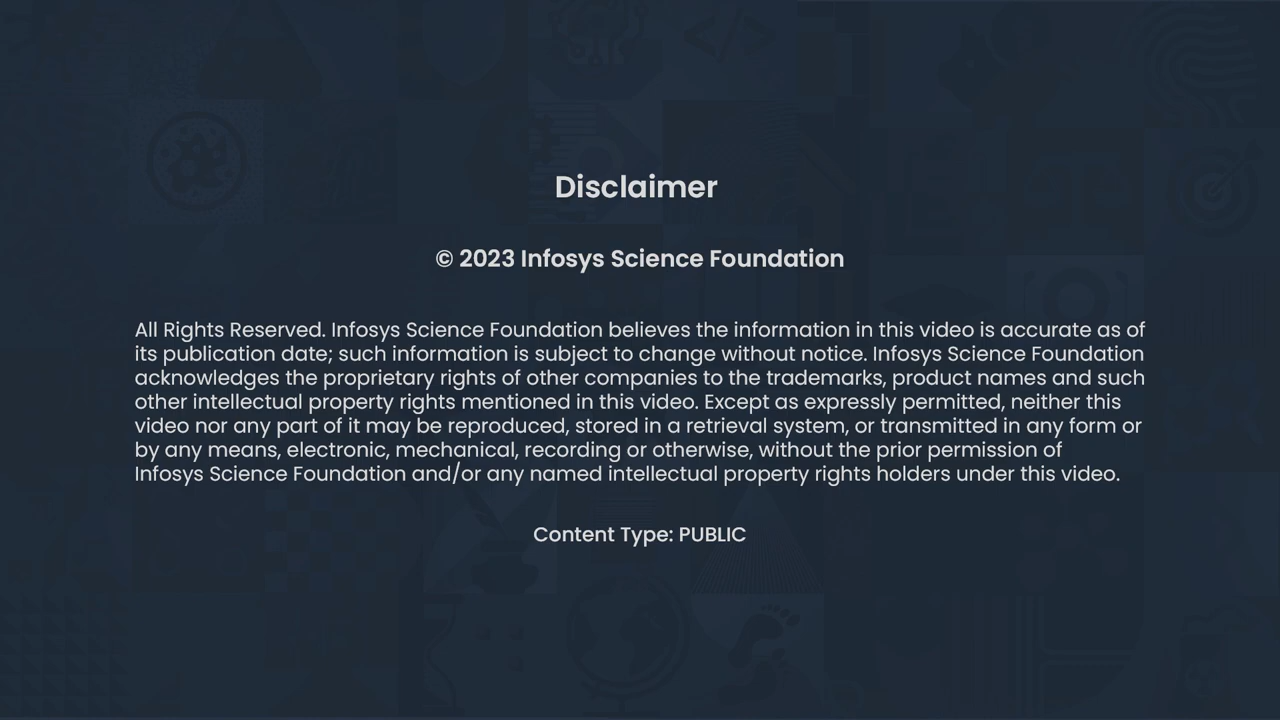 Disclaimer
© 2023 Infosys Science Foundation
All Rights Reserved. Infosys Science Foundation believes the information in this video is accurate as of
its publication date; such information is subject to change without notice. Infosys Science Foundation
acknowledges the proprietary rights of other companies to the trademarks, product names and such
other intellectual property rights mentioned in this video. Except as expressly permitted, neither this
video nor any part of it may be reproduced, stored in a retrieval system, or transmitted in any form or
by any means, electronic, mechanical, recording or otherwise, without the prior permission of
Infosys Science Foundation and/or any named intellectual property rights holders under this video.
Content Type: PUBLIC